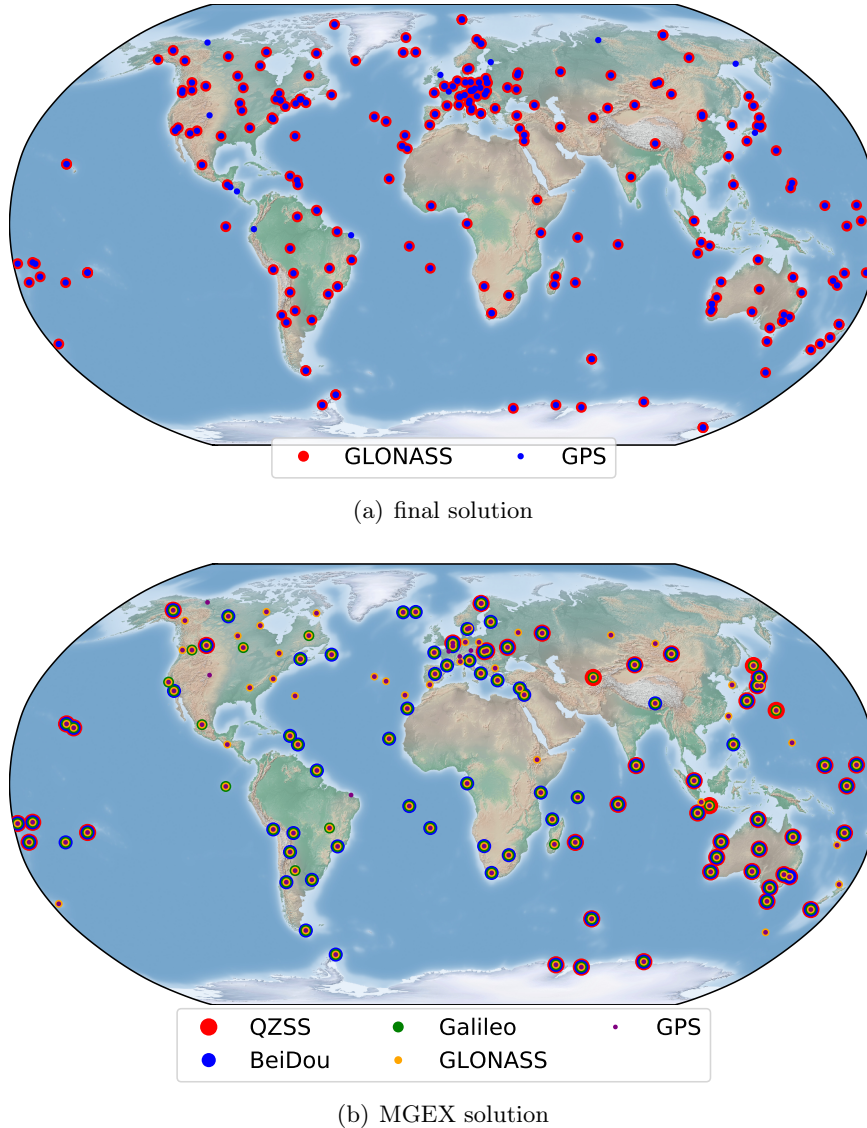 GLONASS GPS
(a) final solution
QZSS Galileo GPS
BeiDou GLONASS
(b) MGEX solution